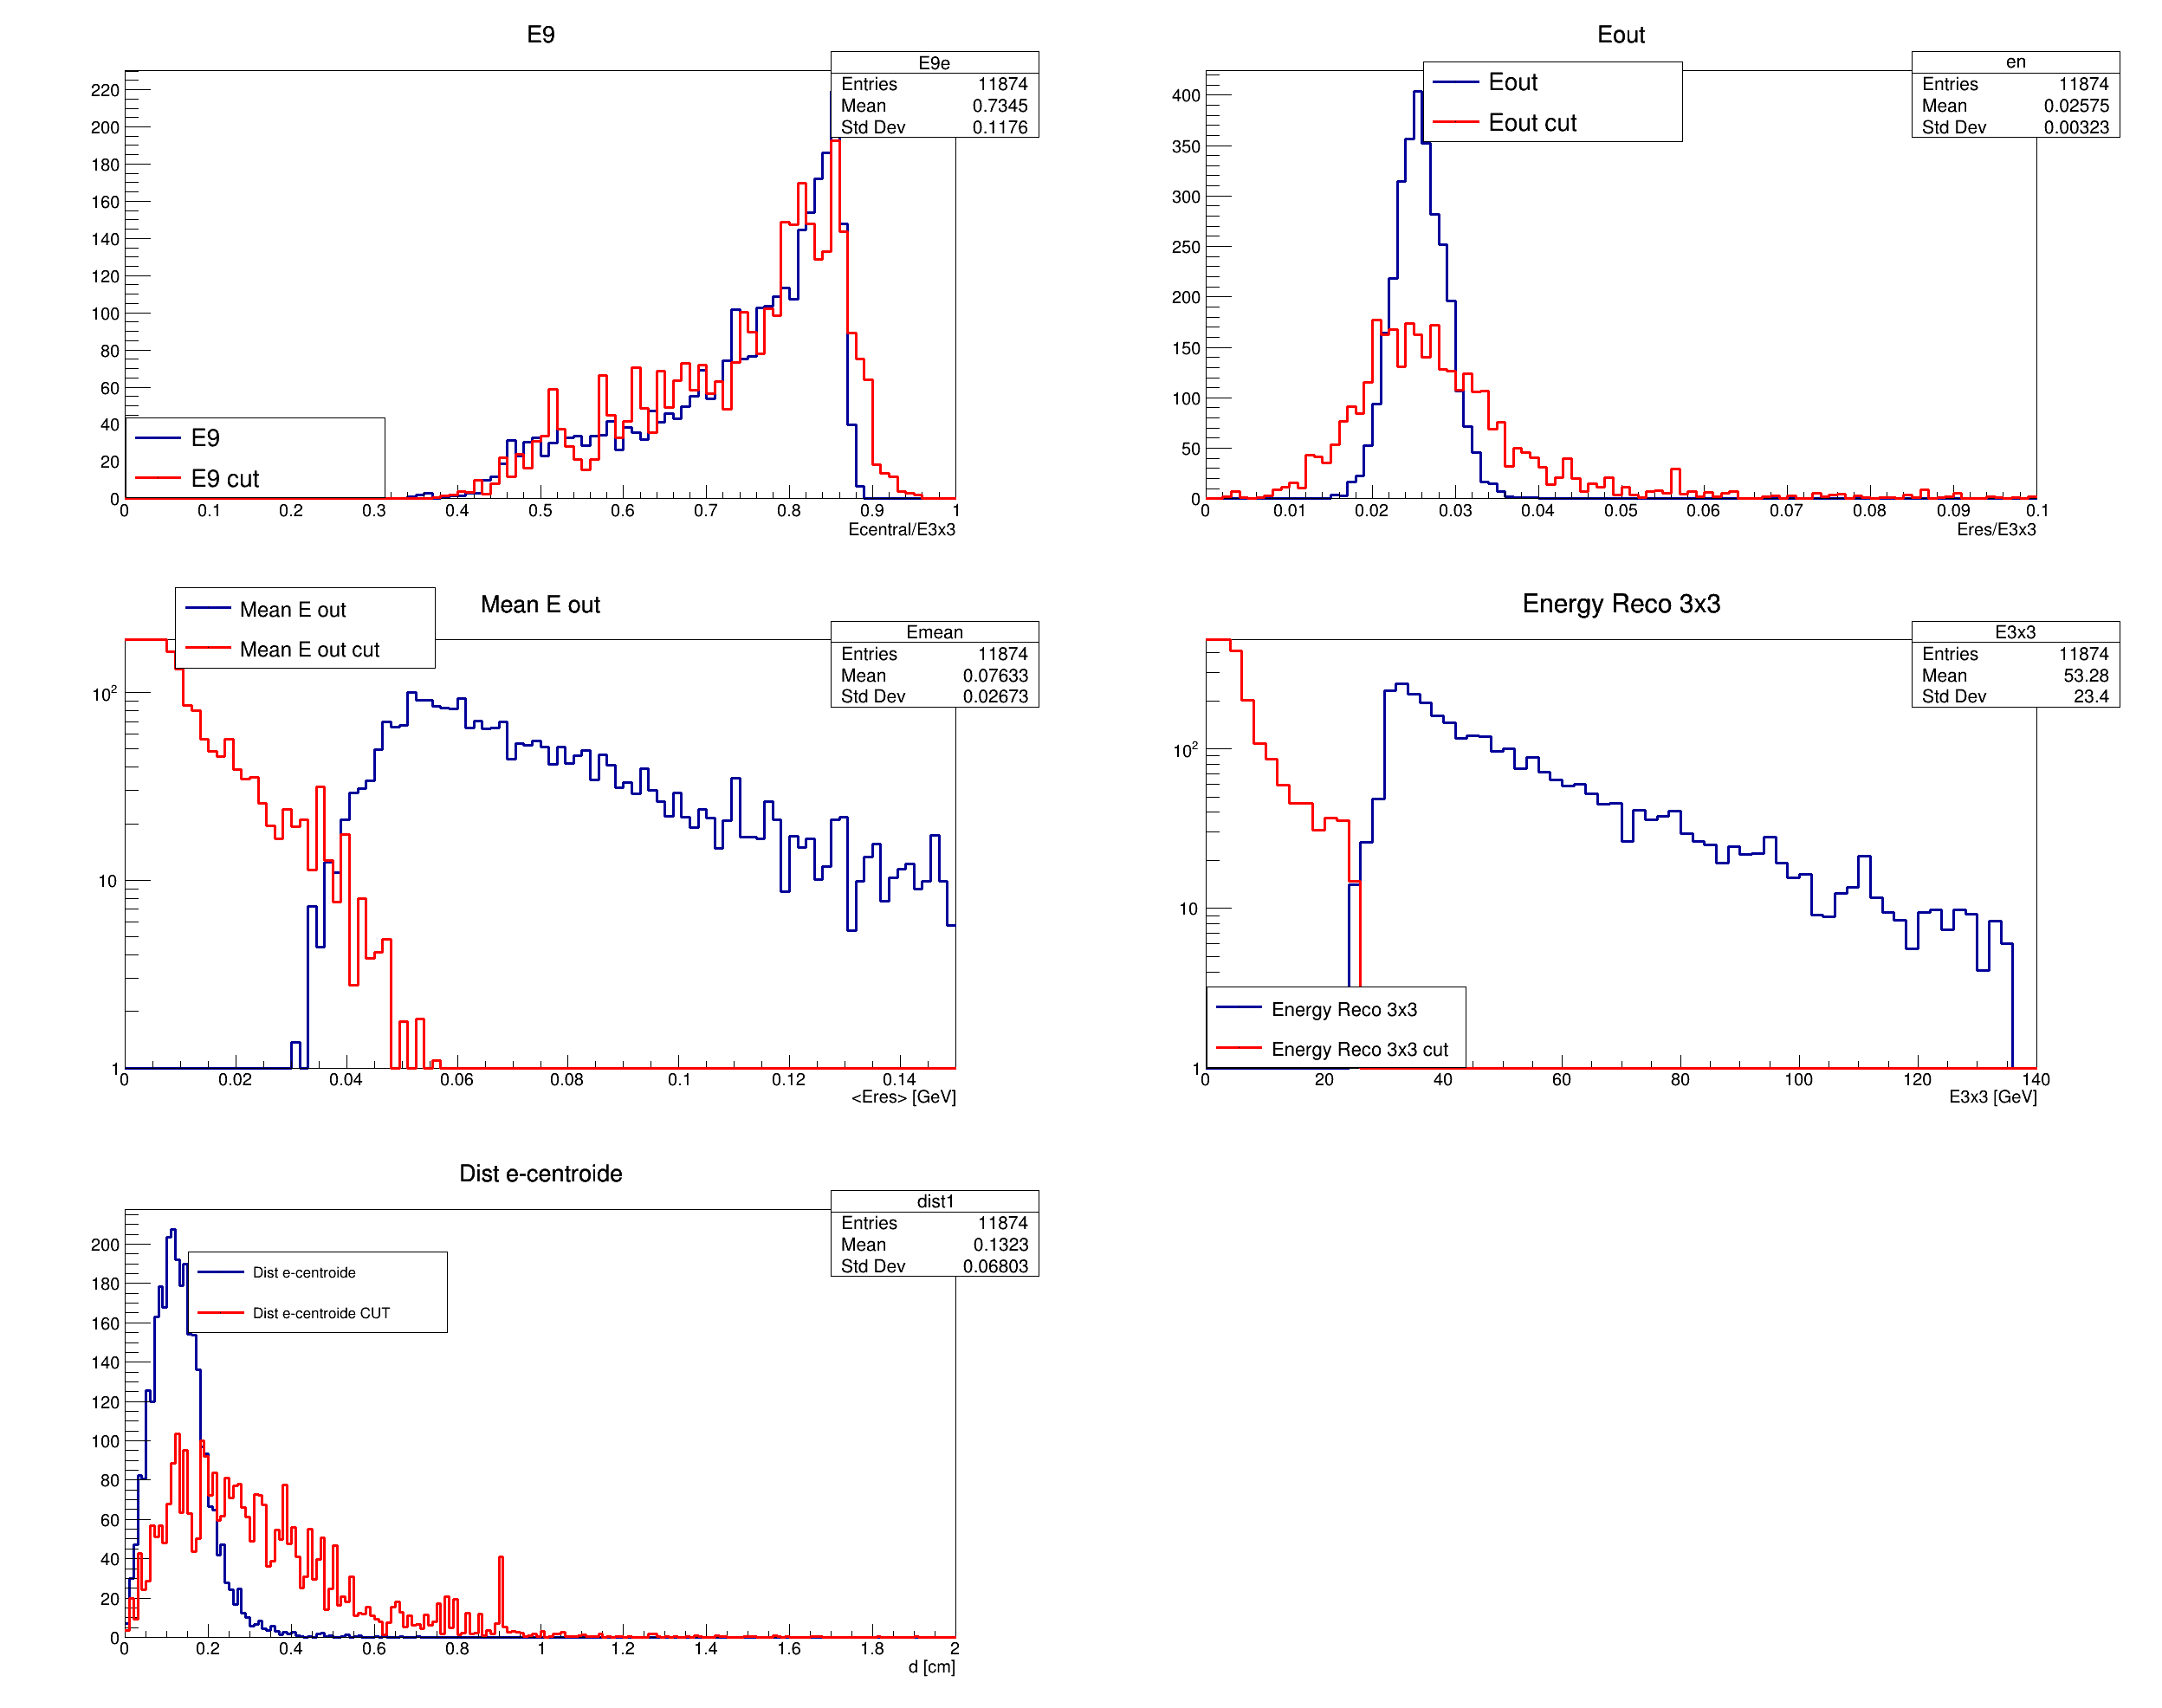 E9
E9e
Entries 11874
Mean 0.7345
Std Dev 0.1176
220
200
180
160
140
120
100
80
60
40
20
0
E9
E9 cut
0 0.1 0.2 0.3 0.4 0.5 0.6 0.7 0.8 0.9 1
Ecentral/E3x3
Eout
en
Entries 11874
Mean 0.02575
Std Dev 0.00323
Eout
Eout cut
400
350
300
250
200
150
100
50
0
0 0.01 0.02 0.03 0.04 0.05 0.06 0.07 0.08 0.09 0.1
Eres/E3x3
Mean E out
Mean E out
Mean E out cut
Emean
Entries 11874
Mean 0.07633
Std Dev 0.02673
10²
10
1
0 0.02 0.04 0.06 0.08 0.1 0.12 0.14
<Eres> [GeV]
Energy Reco 3x3
E3x3
Entries 11874
Mean 53.28
Std Dev 23.4
10²
10
1
Energy Reco 3x3
Energy Reco 3x3 cut
0 20 40 60 80 100 120 140
E3x3 [GeV]
Dist e-centroide
dist1
Entries 11874
Mean 0.1323
Std Dev 0.06803
Dist e-centroide
Dist e-centroide CUT
200
180
160
140
120
100
80
60
40
20
0
0 0.2 0.4 0.6 0.8 1 1.2 1.4 1.6 1.8 2
d [cm]